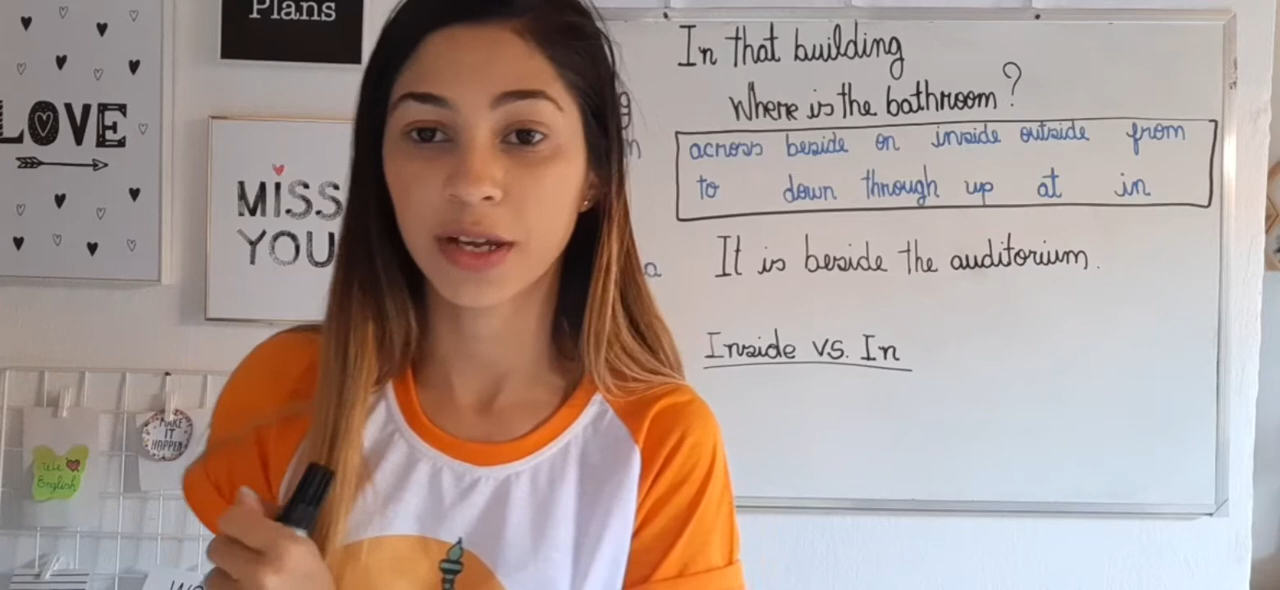 Plans
LOVE
MISS
YOU
MAKE
IT
HAPPEN
We
English
In that building
Where is the bathroom?
across beside on inside outside from
to down through up at in
It is beside the auditorium.
Inside vs. In